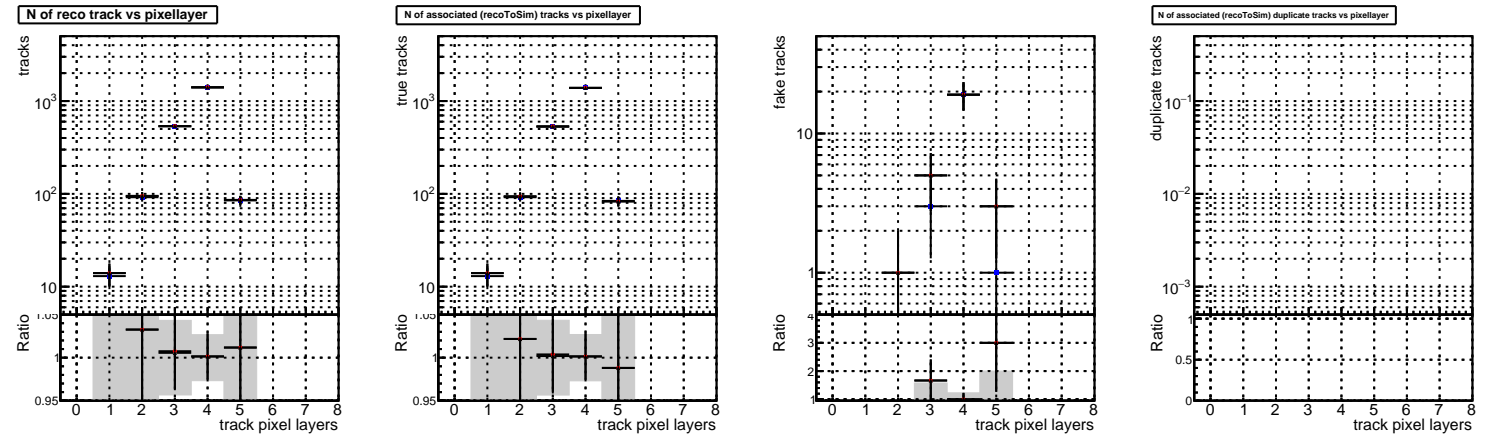 N of reco track vs pixellayer
tracks
10³
10²
10
Ratio
1.05
1
0.95
0 1 2 3 4 5 6 7 8
track pixel layers
N of associated (recoToSim) tracks vs pixellayer
true tracks
10³
10²
10
Ratio
1.05
1
0.95
0 1 2 3 4 5 6 7 8
track pixel layers
fake tracks
10
1
Ratio
4
3
2
1
0 1 2 3 4 5 6 7 8
track pixel layers
N of associated (recoToSim) duplicate tracks vs pixellayer
duplicate tracks
10⁻¹
10⁻²
10⁻³
Ratio
1
0.5
0
0 1 2 3 4 5 6 7 8
track pixel layers